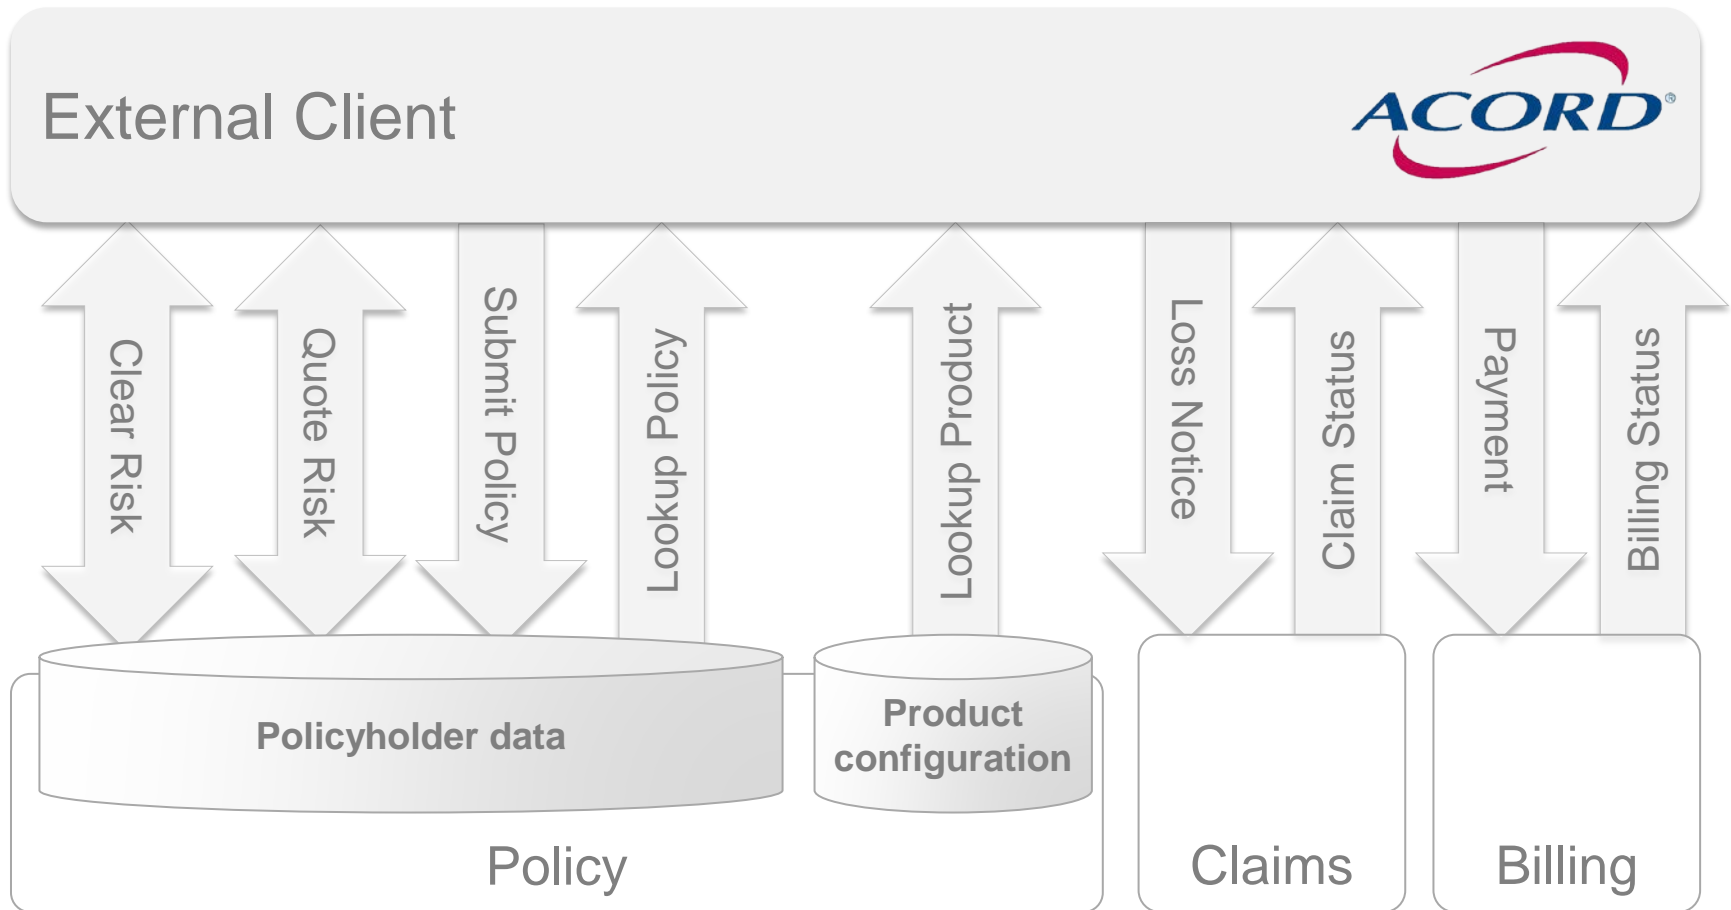 External Client
ACORD®
Clear Risk
Quote Risk
Submit Policy
Lookup Policy
Lookup Product
Loss Notice
Claim Status
Payment
Billing Status
Policyholder data
Product
configuration
Policy
Claims
Billing